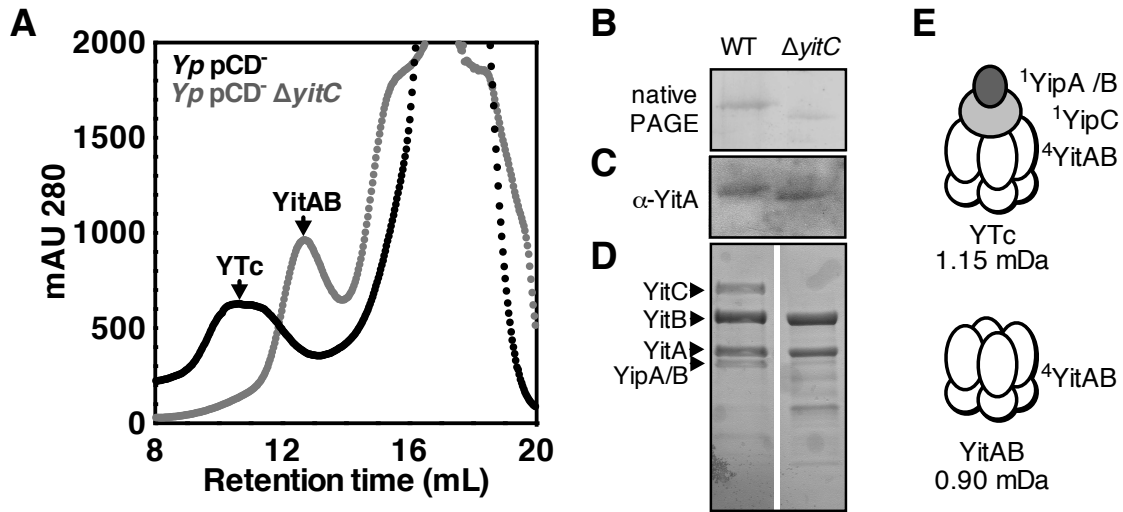 A
2000
1500
1000
500
0
mAU 280
8
12
16
20
Retention time (mL)
Yp pCD⁻
Yp pCD⁻ ΔyitC
YTc
YitAB
B
WT
ΔyitC
native
PAGE
C
α-YitA
D
YitC
YitB
YitA
YipA/B
E
¹YipA /B
¹YipC
⁴YitAB
YTc
1.15 mDa
⁴YitAB
YitAB
0.90 mDa